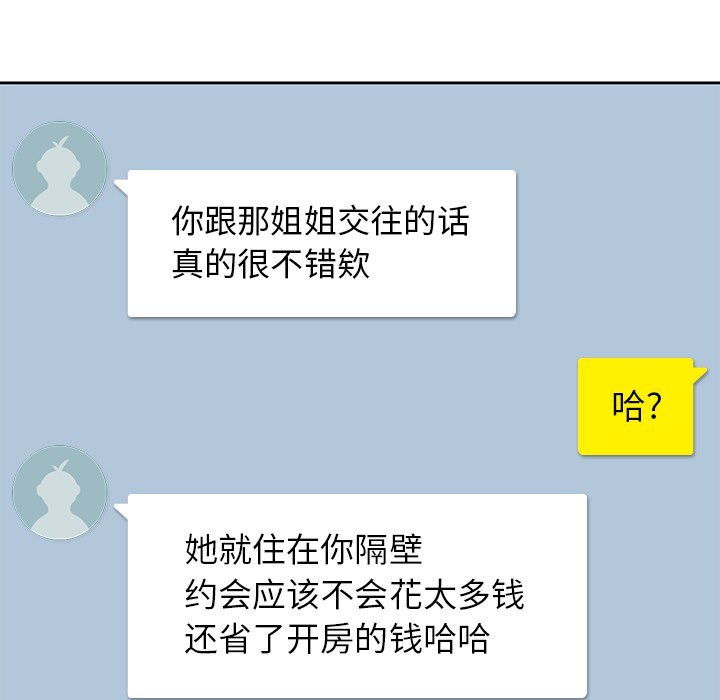 你跟那姐姐交往的话
真的很不错欸
哈?
她就住在你隔壁
约会应该不会花太多钱
还省了开房的钱哈哈